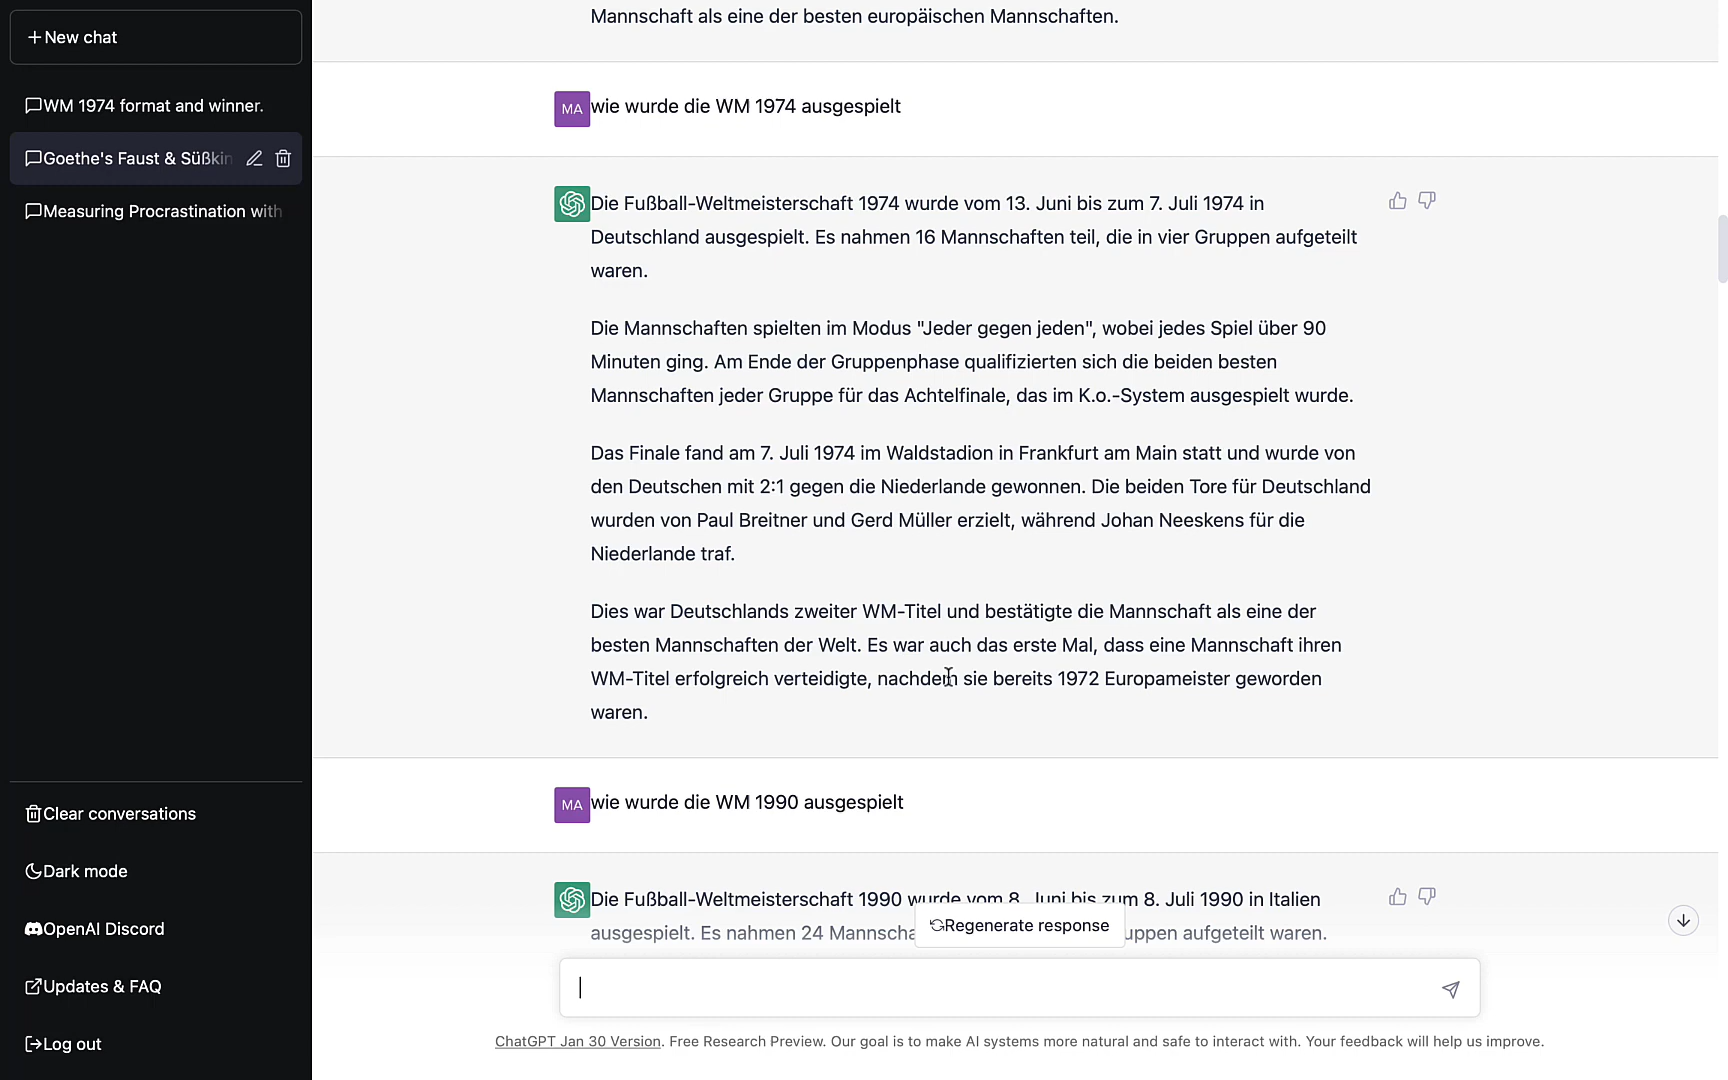 New chat
WM 1974 format and winner.
Goethe's Faust & Süßkin
Measuring Procrastination with
Clear conversations
Dark mode
OpenAI Discord
Updates & FAQ
Log out
Mannschaft als eine der besten europäischen Mannschaften.
MA wie wurde die WM 1974 ausgespielt
Die Fußball-Weltmeisterschaft 1974 wurde vom 13. Juni bis zum 7. Juli 1974 in
Deutschland ausgespielt. Es nahmen 16 Mannschaften teil, die in vier Gruppen aufgeteilt
waren.
Die Mannschaften spielten im Modus "Jeder gegen jeden", wobei jedes Spiel über 90
Minuten ging. Am Ende der Gruppenphase qualifizierten sich die beiden besten
Mannschaften jeder Gruppe für das Achtelfinale, das im K.o.-System ausgespielt wurde.
Das Finale fand am 7. Juli 1974 im Waldstadion in Frankfurt am Main statt und wurde von
den Deutschen mit 2:1 gegen die Niederlande gewonnen. Die beiden Tore für Deutschland
wurden von Paul Breitner und Gerd Müller erzielt, während Johan Neeskens für die
Niederlande traf.
Dies war Deutschlands zweiter WM-Titel und bestätigte die Mannschaft als eine der
besten Mannschaften der Welt. Es war auch das erste Mal, dass eine Mannschaft ihren
WM-Titel erfolgreich verteidigte, nachdem sie bereits 1972 Europameister geworden
waren.
MA wie wurde die WM 1990 ausgespielt
Die Fußball-Weltmeisterschaft 1990 wurde vom 8. Juni bis zum 8. Juli 1990 in Italien
ausgespielt. Es nahmen 24 Mannscha uppen aufgeteilt waren.
Regenerate response
ChatGPT Jan 30 Version. Free Research Preview. Our goal is to make AI systems more natural and safe to interact with. Your feedback will help us improve.